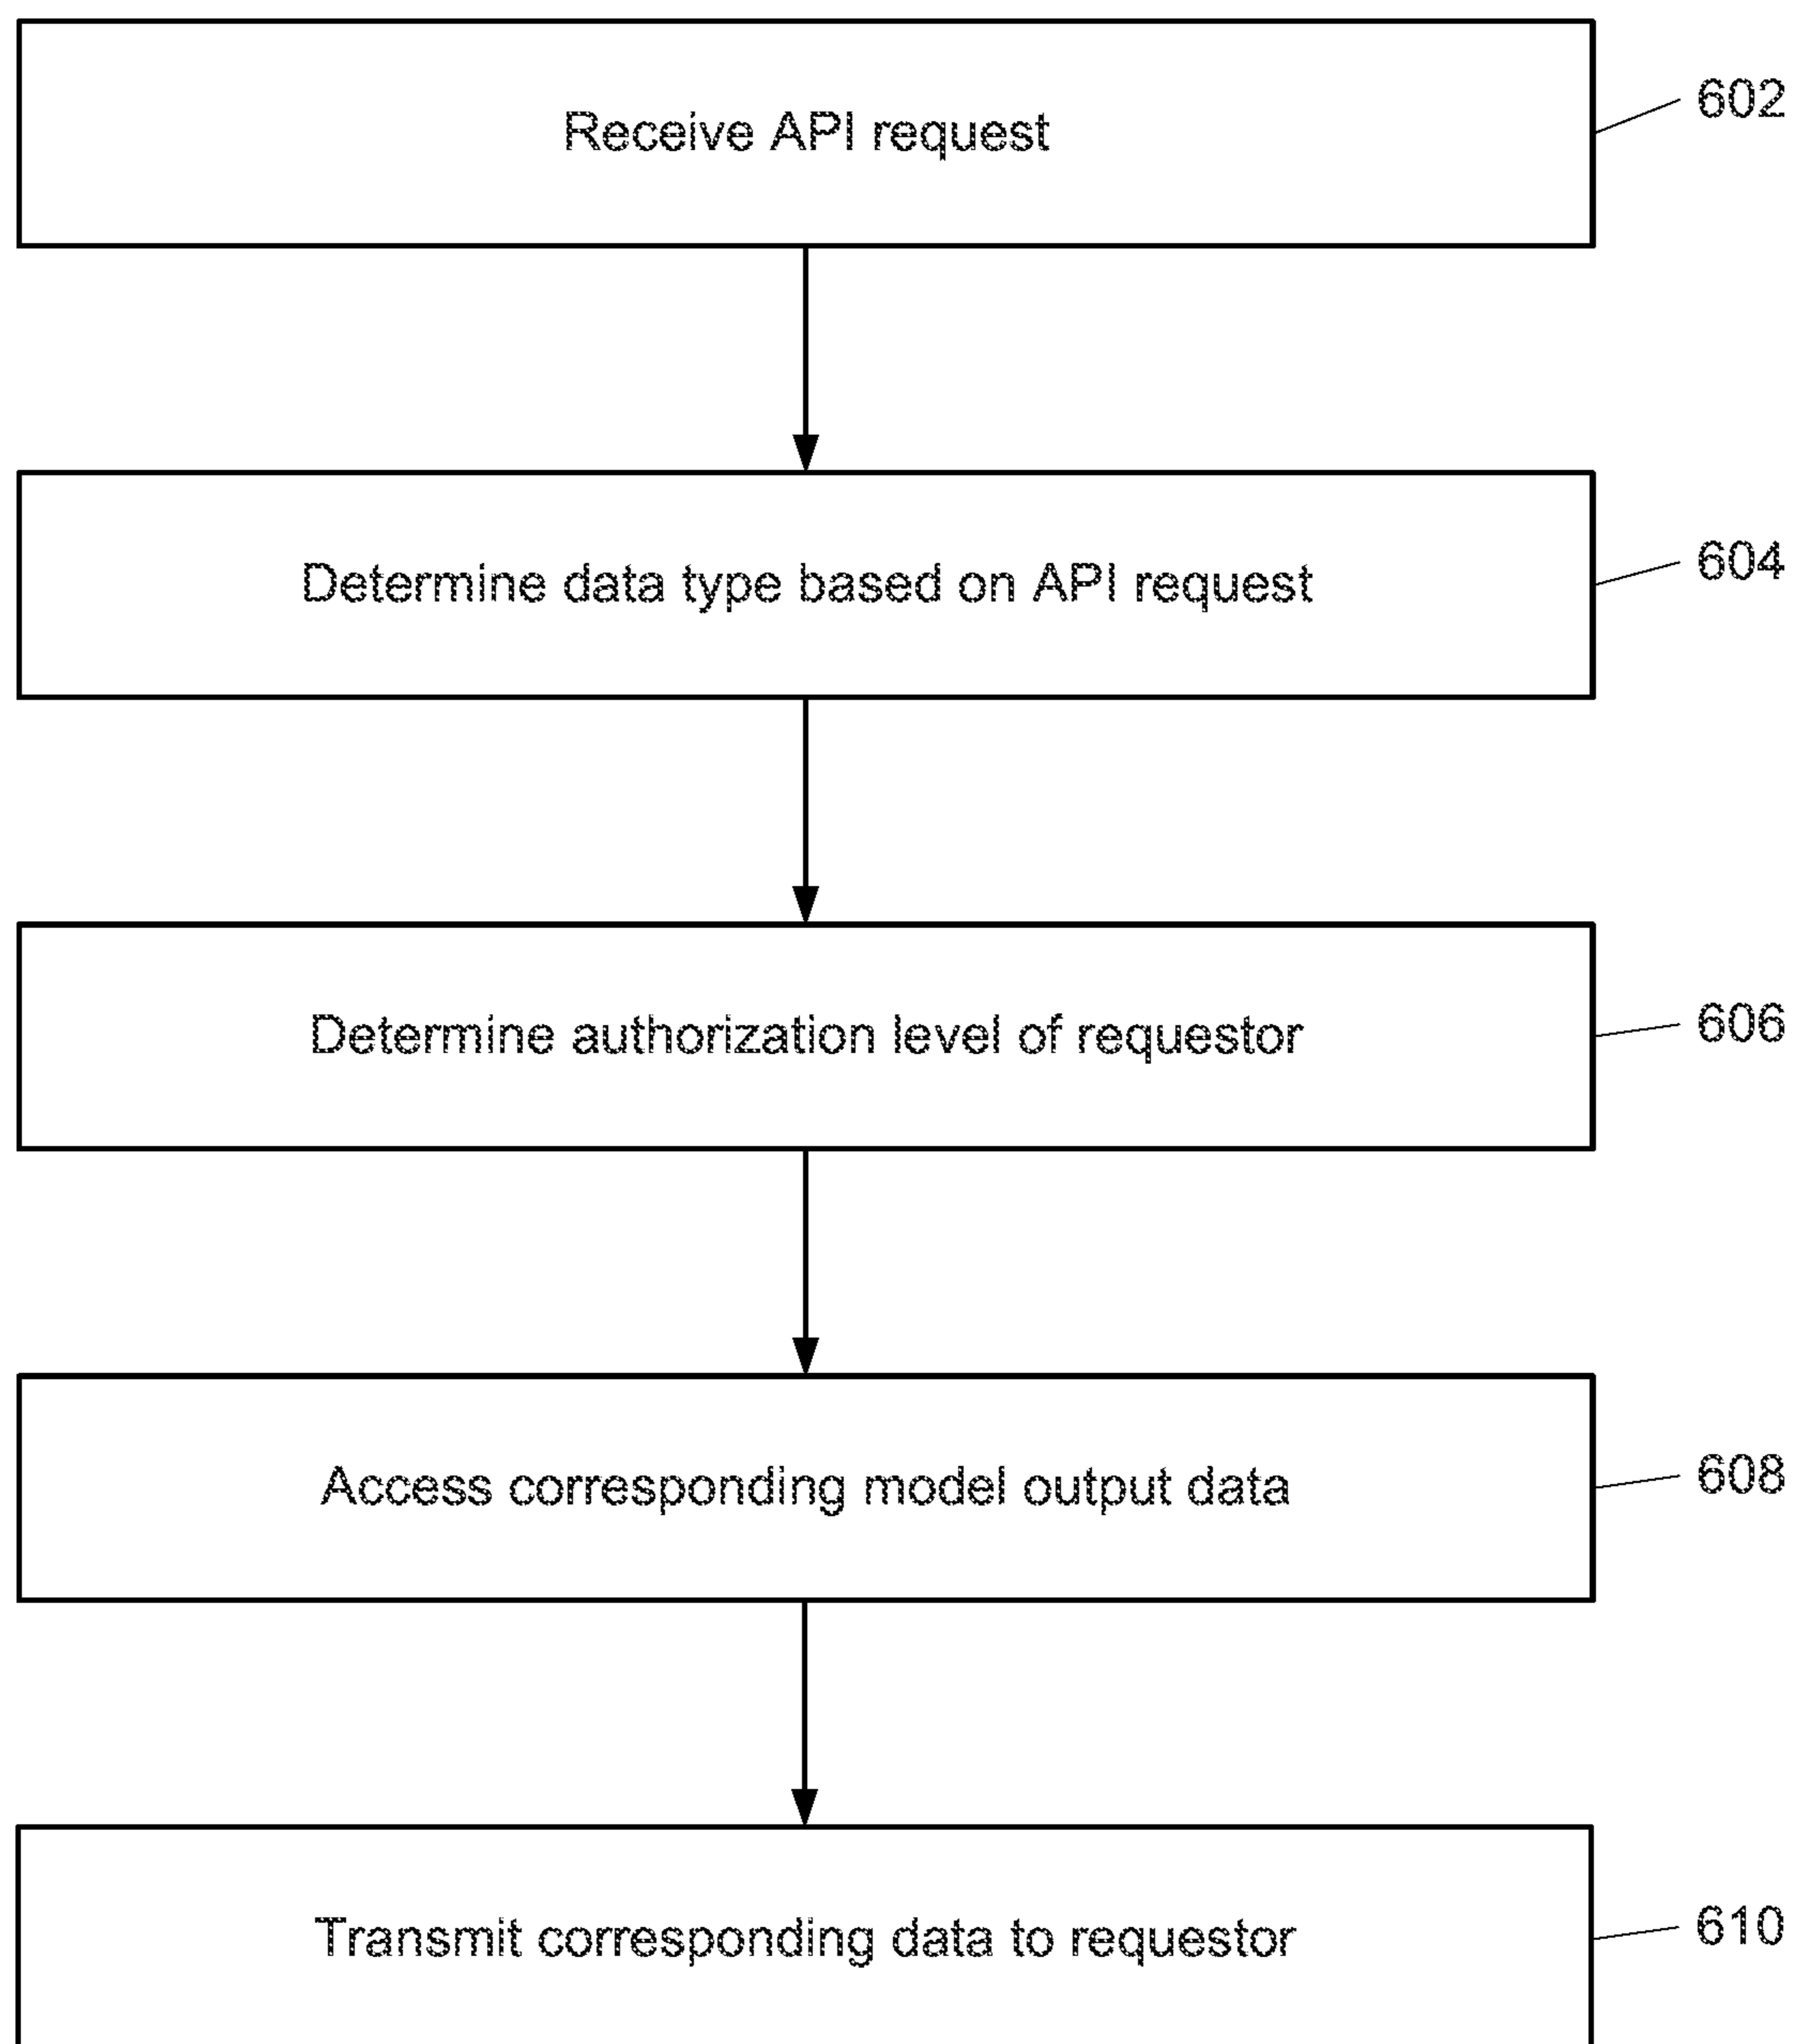 Receive API request
602
Determine data type based on API request
604
Determine authorization level of requestor
606
Access corresponding model output data
608
Transmit corresponding data to requestor
610